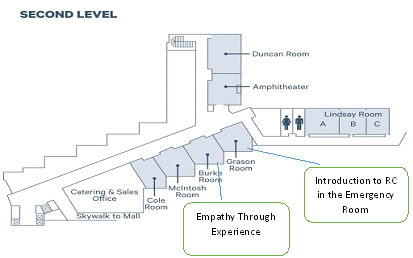 SECOND LEVEL
Duncan Room
Amphitheater
Lindsay Room
A B C
Grason
Room
Burke
Room
McIntosh
Room
Cole
Room
Catering & Sales
Office
Skywalk to Mall
Introduction to RC
in the Emergency
Room
Empathy Through
Experience